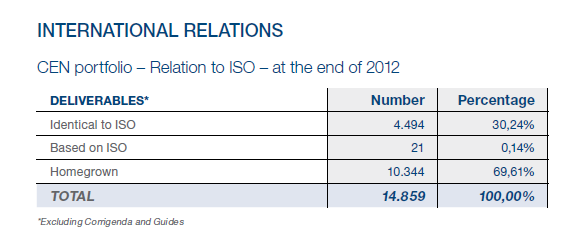 INTERNATIONAL RELATIONS
CEN portfolio – Relation to ISO – at the end of 2012
DELIVERABLES* Number Percentage
Identical to ISO 4.494 30,24%
Based on ISO 21 0,14%
Homegrown 10.344 69,61%
TOTAL 14.859 100,00%
*Excluding Corrigenda and Guides